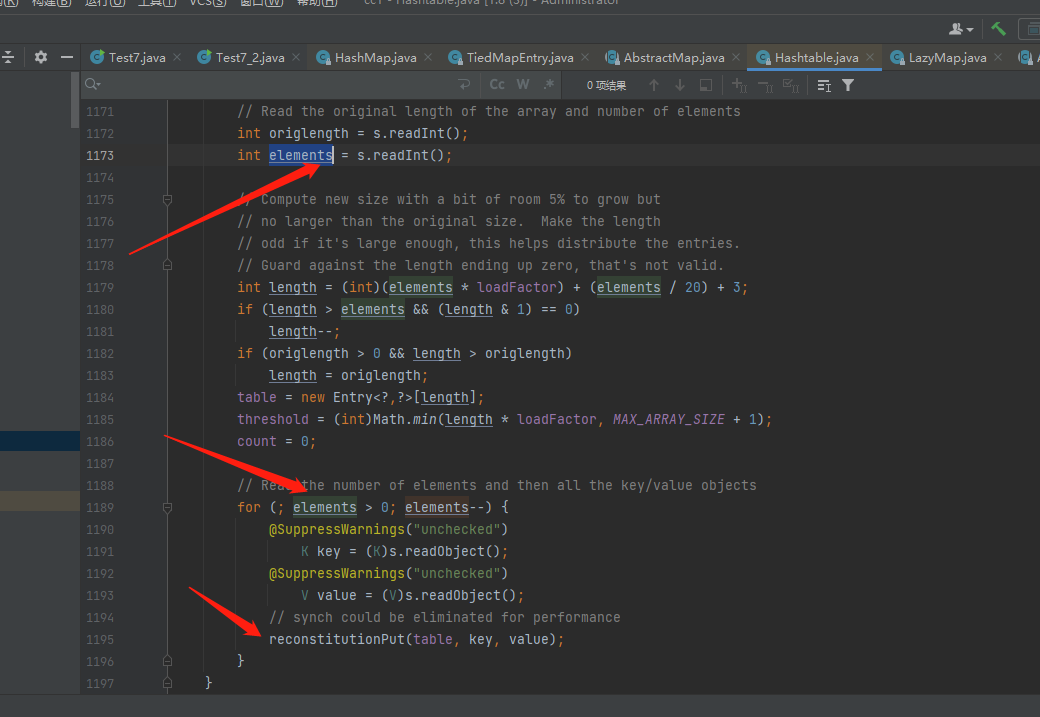 构建(B) 运行(U) 工具(T) VCS(S) 窗口(W) 帮助(H) cc1 - Hashtable.java [1.8 (5)] - Administrator
Test7.java Test7_2.java HashMap.java TiedMapEntry.java AbstractMap.java Hashtable.java LazyMap.java
Cc W .* 0 项结果
1171 // Read the original length of the array and number of elements
1172 int origlength = s.readInt();
1173 int elements = s.readInt();
1174
1175 // Compute new size with a bit of room 5% to grow but
1176 // no larger than the original size.  Make the length
1177 // odd if it's large enough, this helps distribute the entries.
1178 // Guard against the length ending up zero, that's not valid.
1179 int length = (int)(elements * loadFactor) + (elements / 20) + 3;
1180 if (length > elements && (length & 1) == 0)
1181 length--;
1182 if (origlength > 0 && length > origlength)
1183 length = origlength;
1184 table = new Entry<?,?>[length];
1185 threshold = (int)Math.min(length * loadFactor, MAX_ARRAY_SIZE + 1);
1186 count = 0;
1187
1188 // Read the number of elements and then all the key/value objects
1189 for (; elements > 0; elements--) {
1190 @SuppressWarnings("unchecked")
1191 K key = (K)s.readObject();
1192 @SuppressWarnings("unchecked")
1193 V value = (V)s.readObject();
1194 // synch could be eliminated for performance
1195 reconstitutionPut(table, key, value);
1196 }
1197 }